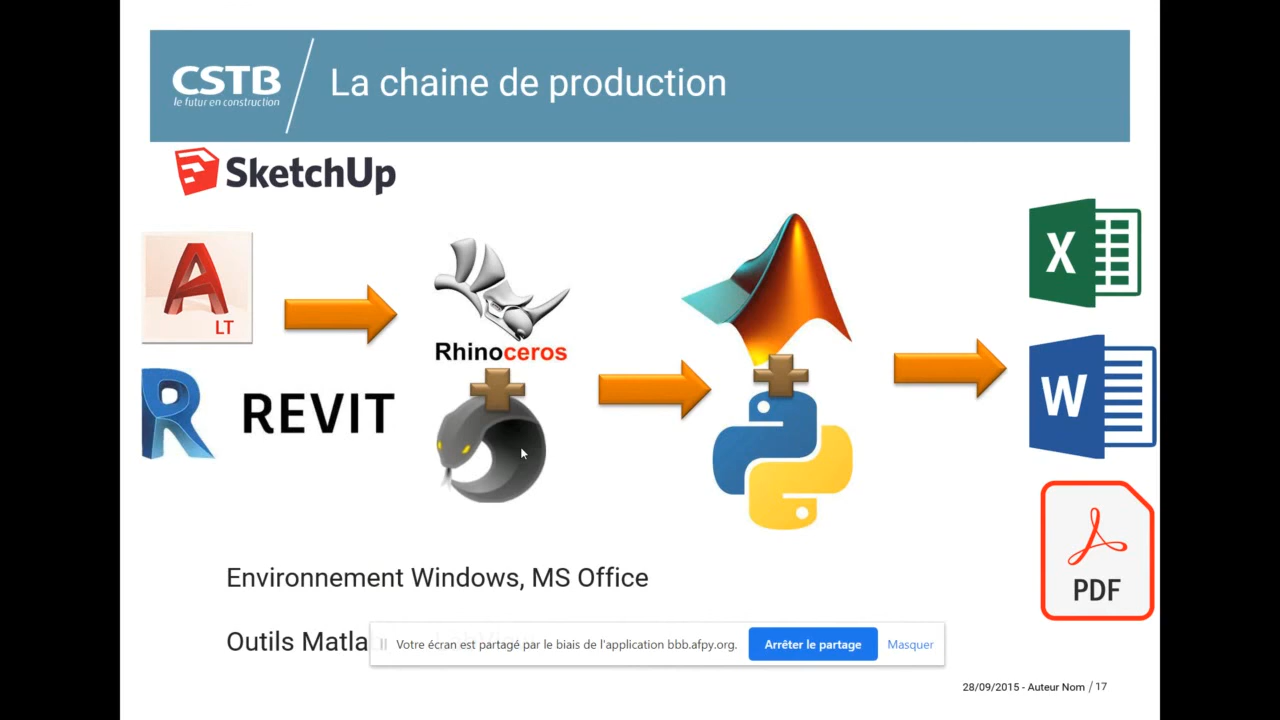 CSTB
le futur en construction
La chaine de production
SketchUp
A
LT
Rhinoceros
R REVIT
X
W
PDF
Environnement Windows, MS Office
Outils Matla
Votre écran est partagé par le biais de l'application bbb.afpy.org.
Arrêter le partage
Masquer
28/09/2015 - Auteur Nom / 17